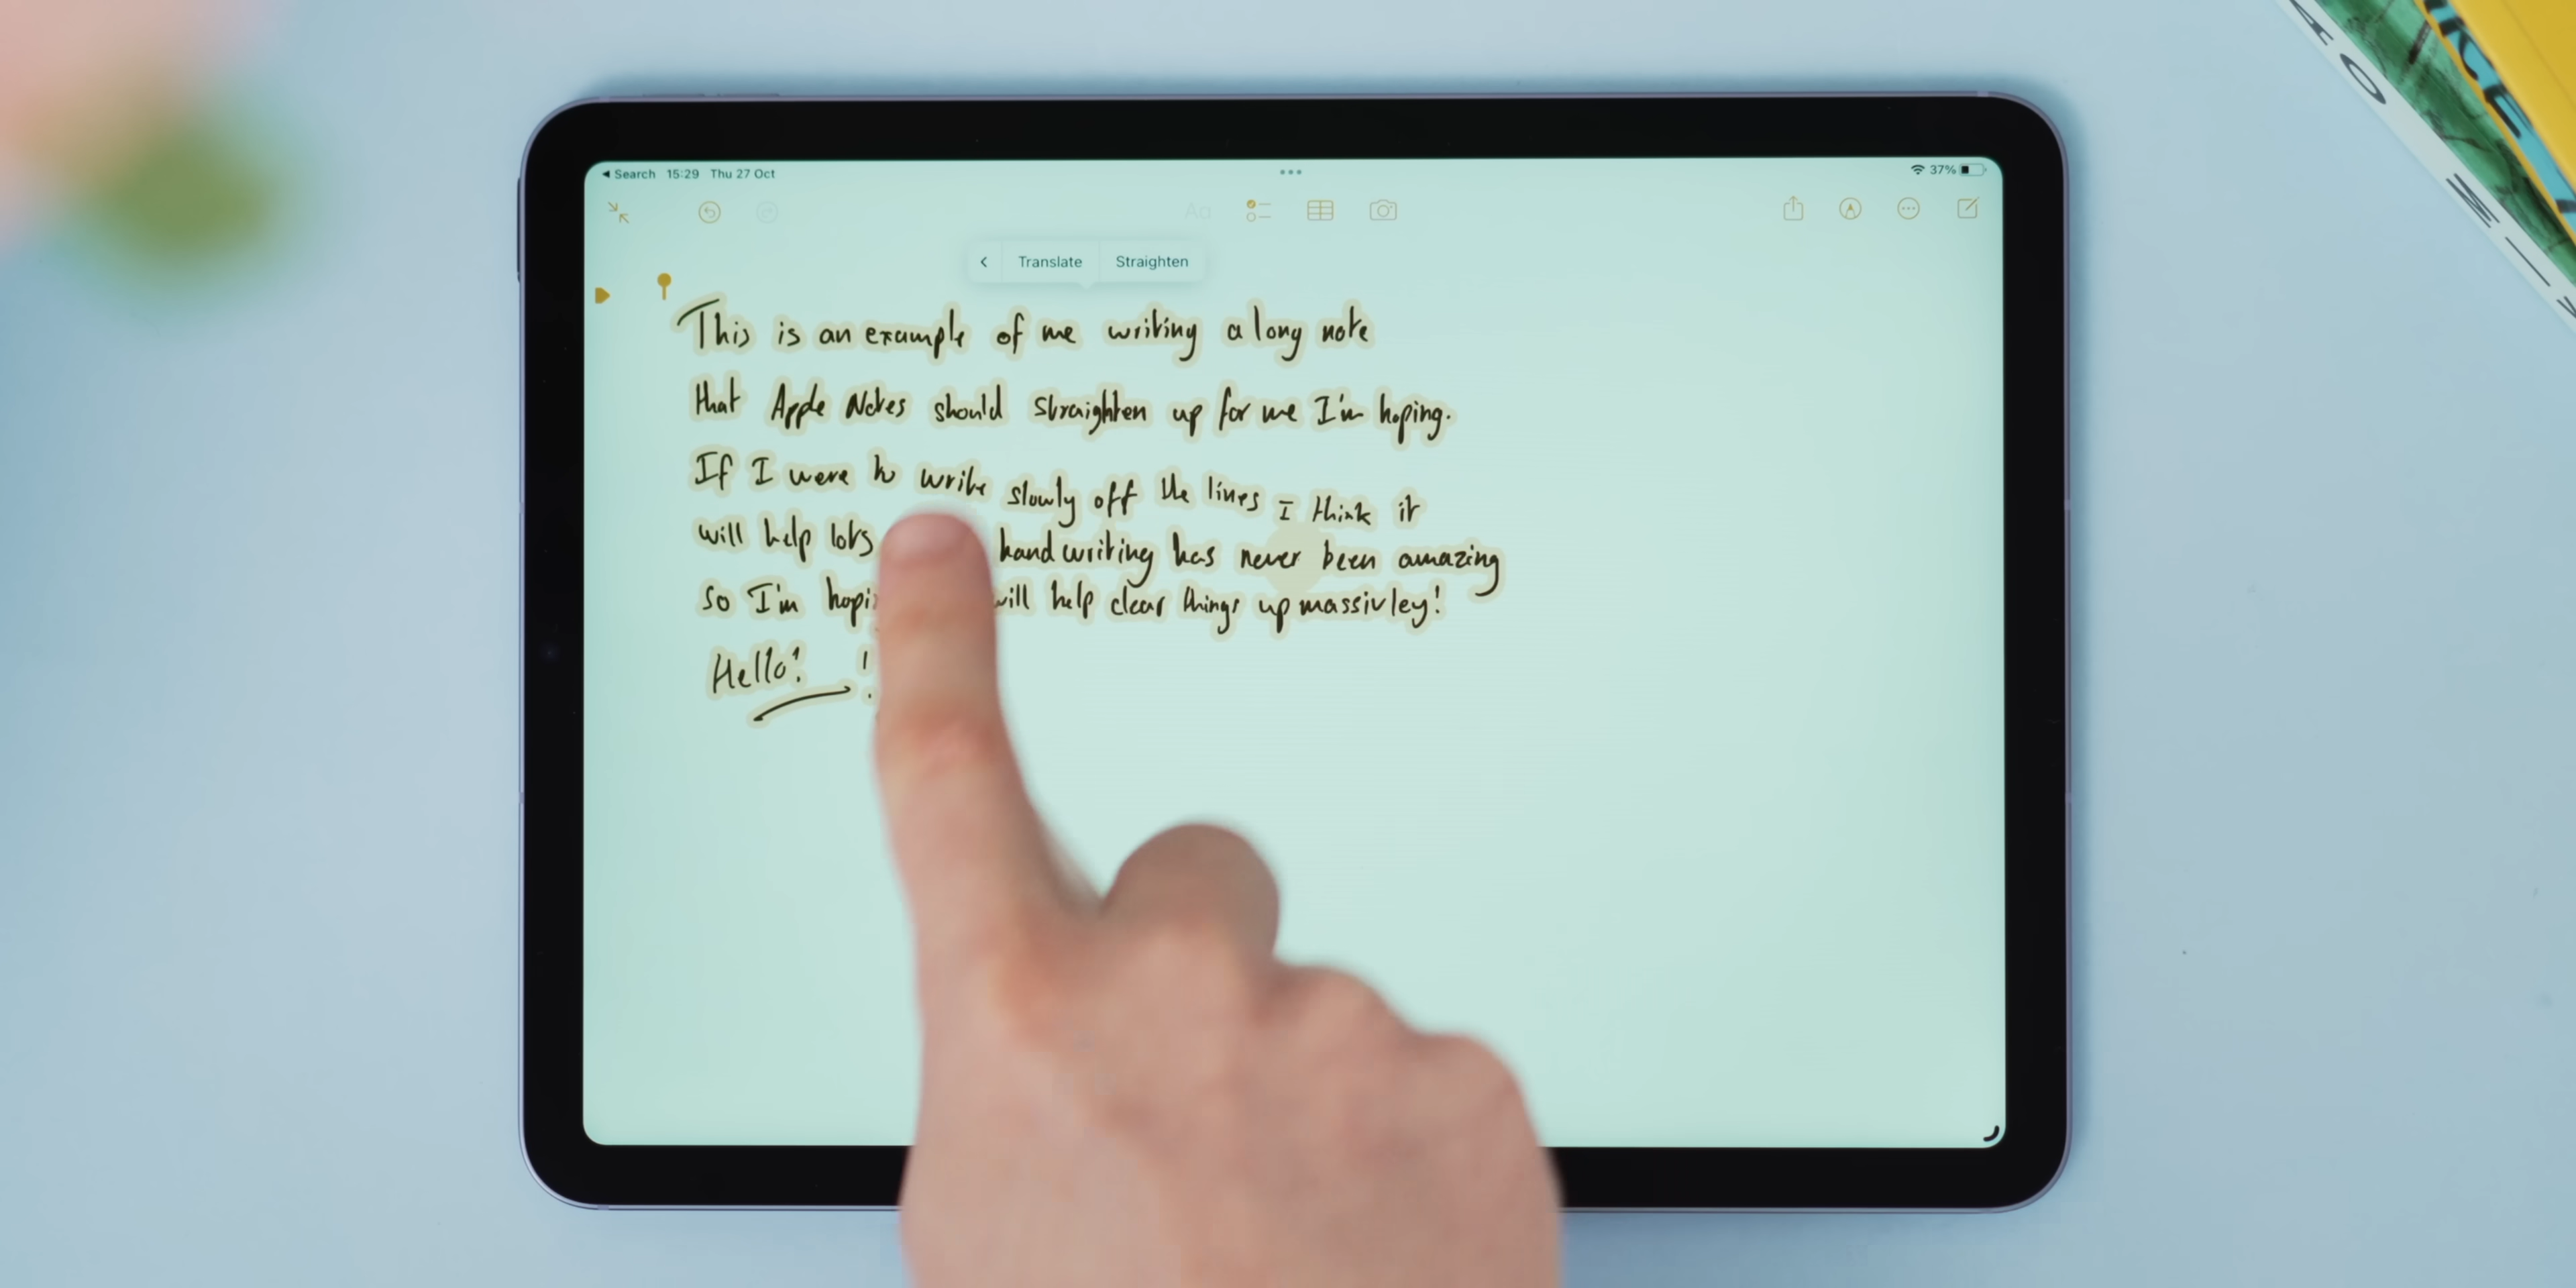 Search 15:29 Thu 27 Oct
37%
Aa
Translate Straighten
This is an example of me writing a long note
that Apple Notes should straighten up for me I'm hoping.
If I were to write slowly off the lines I think it
will help lots handwriting has never been amazing
so I'm will help clear things up massivley!
Hello! !